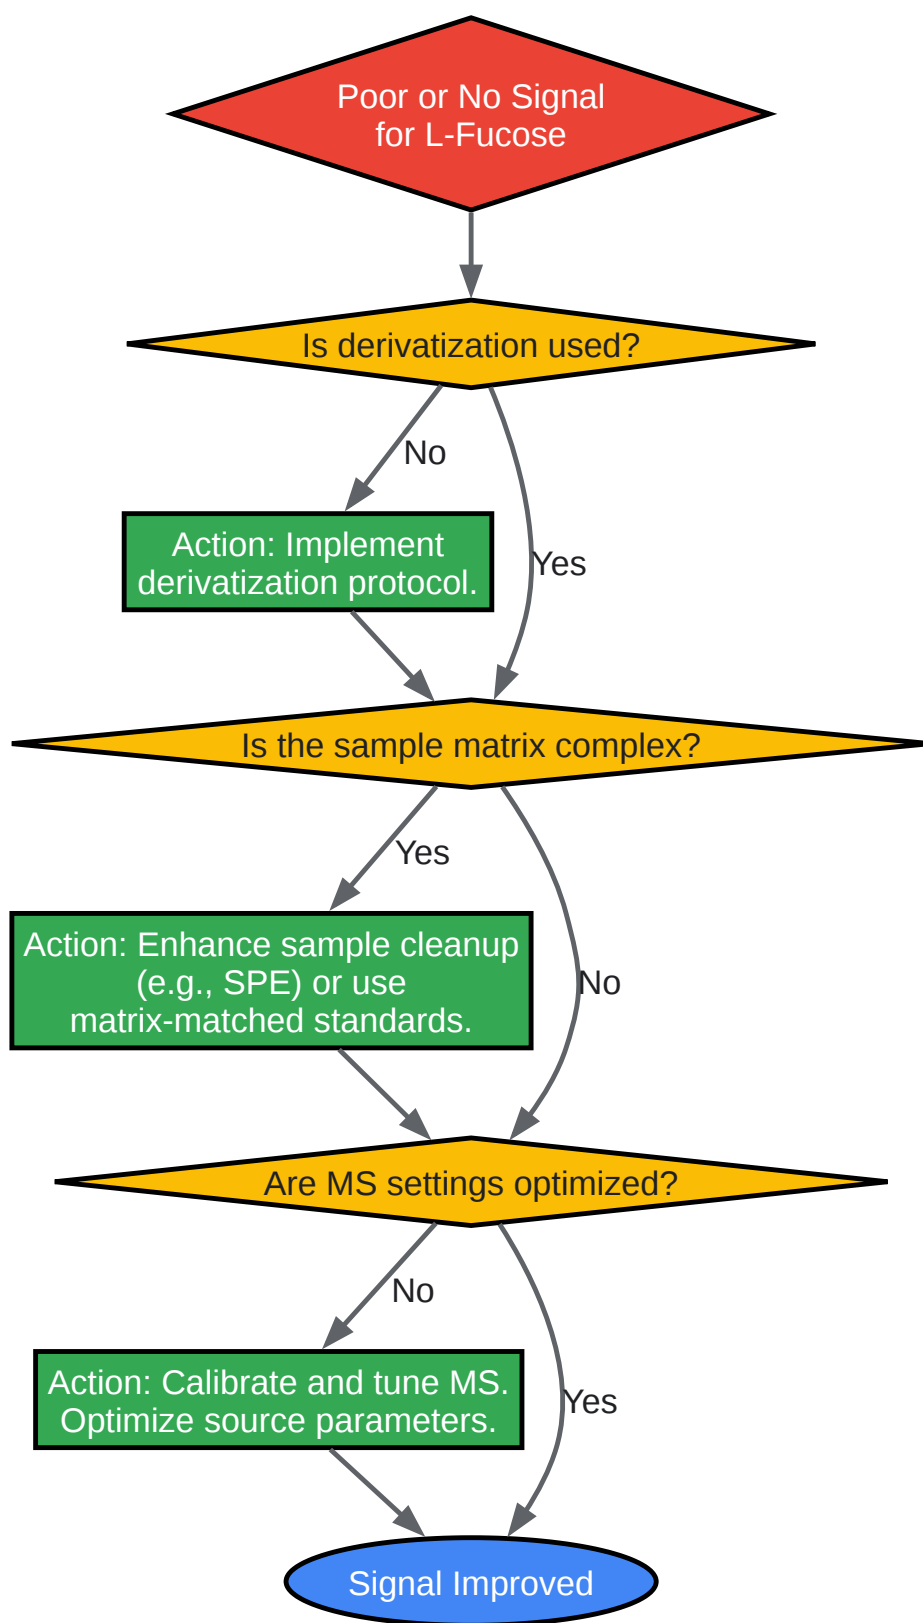 Poor or No Signal
for L-Fucose
Is derivatization used?
No
Action: Implement
derivatization protocol.
Yes
Is the sample matrix complex?
Yes
Action: Enhance sample cleanup
(e.g., SPE) or use
matrix-matched standards.
No
Are MS settings optimized?
No
Action: Calibrate and tune MS.
Optimize source parameters.
Yes
Signal Improved